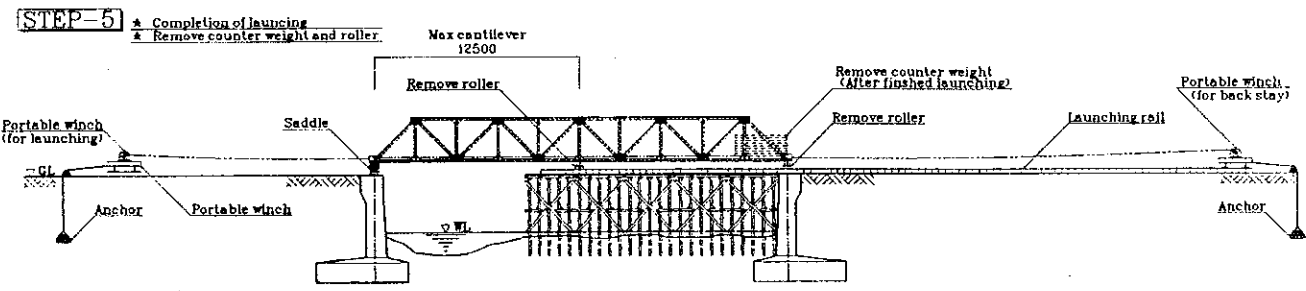 STEP-5
* Completion of launcing
* Remove counter weight and roller
Max cantilever
12500
Remove roller
Remove counter weight
(After finshed launching)
Portable winch
(for back stay)
Portable winch
(for launching)
Saddle
Remove roller
Launching rail
GL
Anchor
Portable winch
WL
Anchor